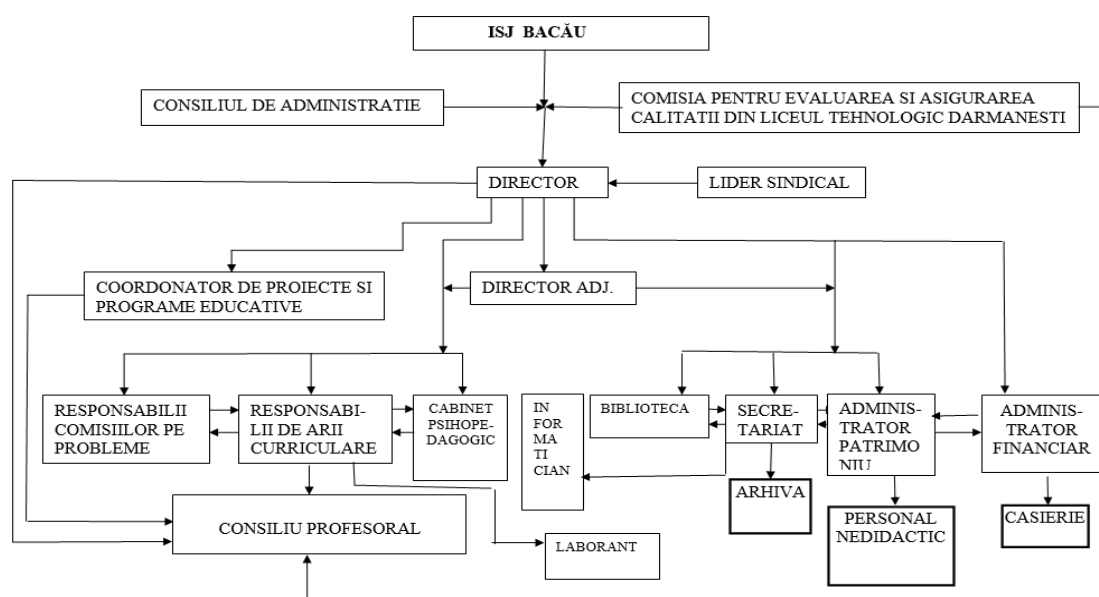 ISJ BACĂU
CONSILIUL DE ADMINISTRATIE
COMISIA PENTRU EVALUAREA SI ASIGURAREA
CALITATII DIN LICEUL TEHNOLOGIC DARMANESTI
DIRECTOR
LIDER SINDICAL
COORDONATOR DE PROIECTE SI
PROGRAME EDUCATIVE
DIRECTOR ADJ.
RESPONSABILII
COMISIILOR PE
PROBLEME
RESPONSABI-
LII DE ARII
CURRICULARE
CABINET
PSIHOPE-
DAGOGIC
IN
FOR
MA
TI
CIAN
BIBLIOTECA
SECRE-
TARIAT
ADMINIS-
TRATOR
PATRIMO
NIU
ADMINIS-
TRATOR
FINANCIAR
ARHIVA
PERSONAL
NEDIDACTIC
CASIERIE
CONSILIU PROFESORAL
LABORANT